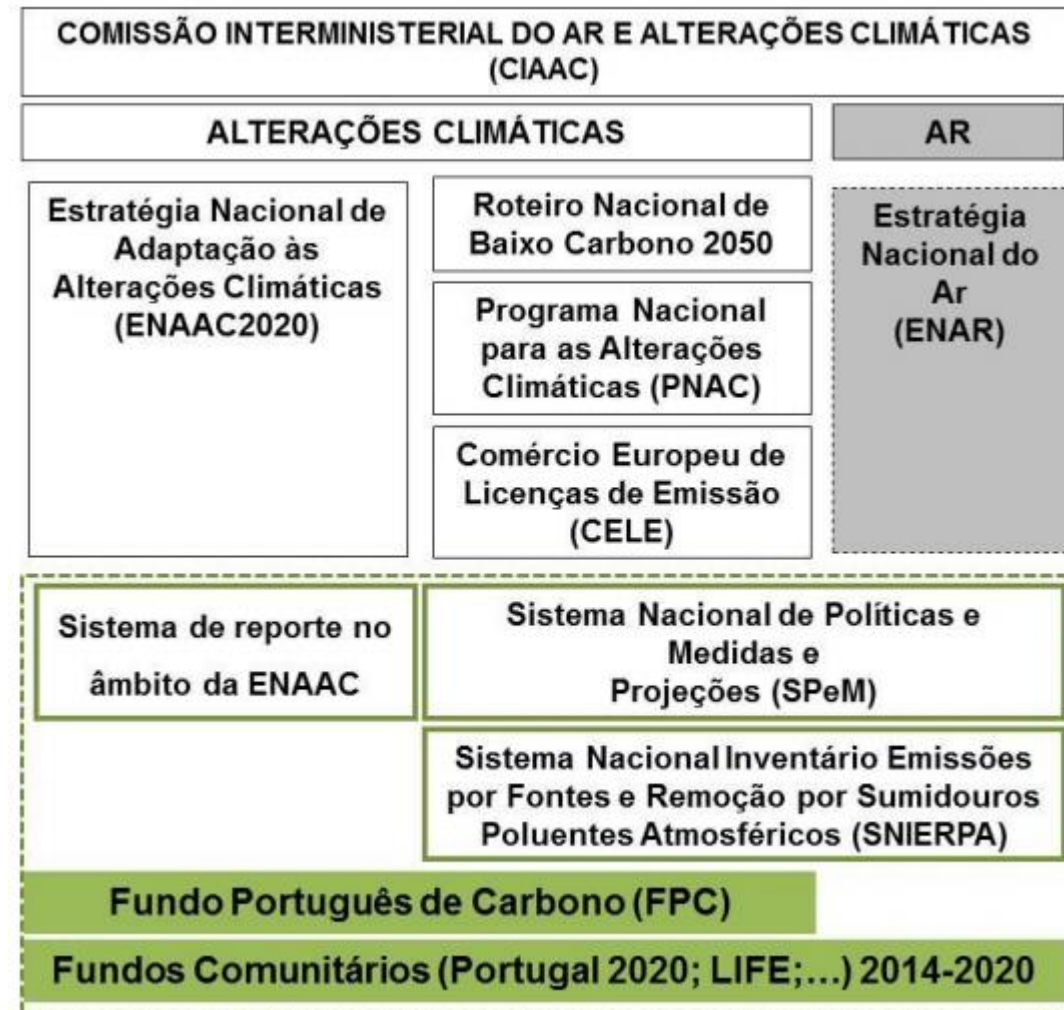 COMISSÃO INTERMINISTERIAL DO AR E ALTERAÇÕES CLIMÁTICAS
(CIAAC)
ALTERAÇÕES CLIMÁTICAS
AR
Estratégia Nacional de
Adaptação às
Alterações Climáticas
(ENAAC2020)
Roteiro Nacional de
Baixo Carbono 2050
Programa Nacional
para as Alterações
Climáticas (PNAC)
Comércio Europeu de
Licenças de Emissão
(CELE)
Estratégia
Nacional do
Ar
(ENAR)
Sistema de reporte no
âmbito da ENAAC
Sistema Nacional de Políticas e
Medidas e
Projeções (SPeM)
Sistema Nacional Inventário Emissões
por Fontes e Remoção por Sumidouros
Poluentes Atmosféricos (SNIERPA)
Fundo Português de Carbono (FPC)
Fundos Comunitários (Portugal 2020; LIFE;...) 2014-2020